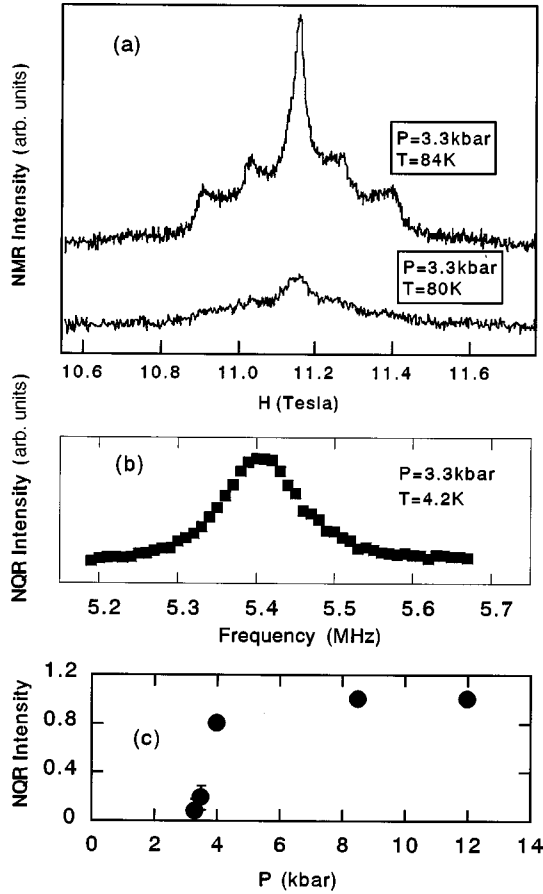 (a)
NMR Intensity (arb. units)
P=3.3kbar
T=84K
P=3.3kbar
T=80K
10.6 10.8 11.0 11.2 11.4 11.6
H (Tesla)
NQR Intensity (arb. units)
(b)
P=3.3kbar
T=4.2K
5.2 5.3 5.4 5.5 5.6 5.7
Frequency (MHz)
NQR Intensity
1.2
0.8
0.4
0
(c)
0 2 4 6 8 10 12 14
P (kbar)